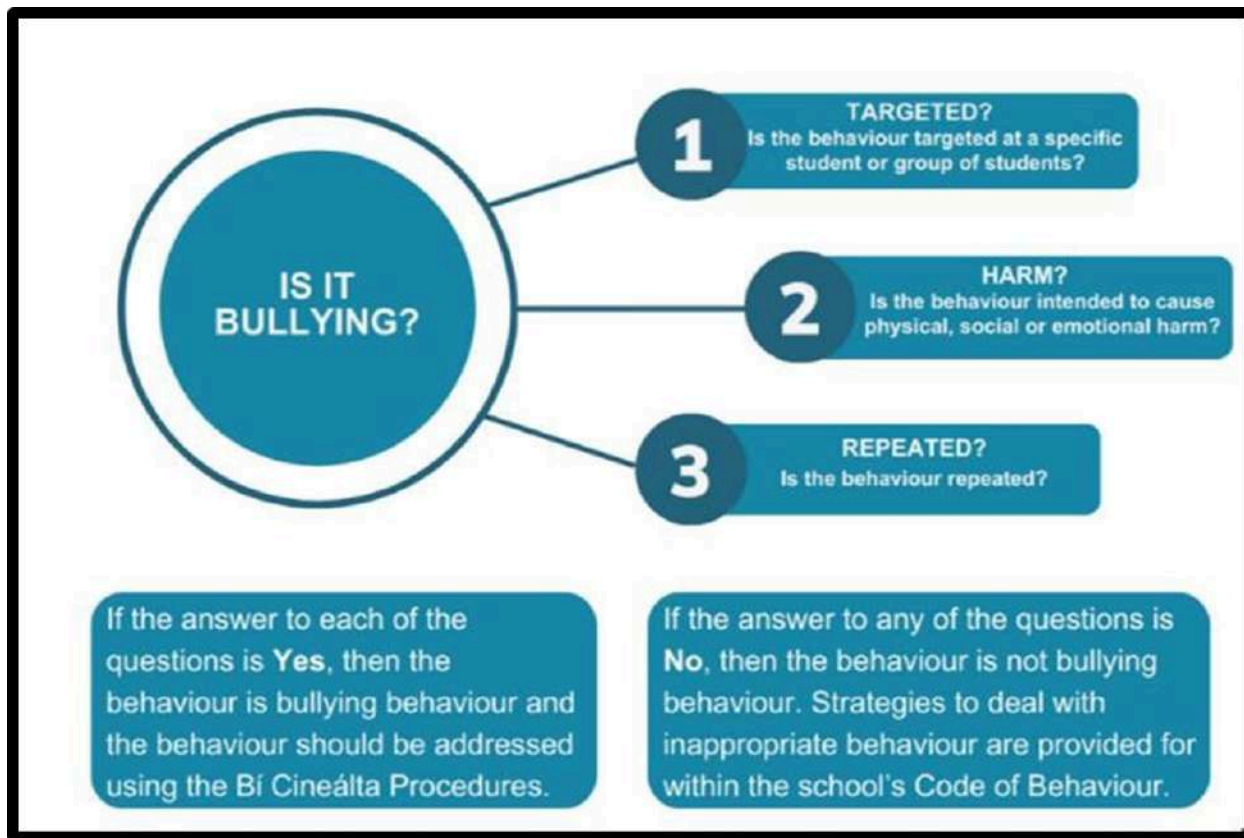 IS IT
BULLYING?
1
TARGETED?
Is the behaviour targeted at a specific
student or group of students?
2
HARM?
Is the behaviour intended to cause
physical, social or emotional harm?
3
REPEATED?
Is the behaviour repeated?
If the answer to each of the
questions is Yes, then the
behaviour is bullying behaviour and
the behaviour should be addressed
using the Bí Cineálta Procedures.
If the answer to any of the questions is
No, then the behaviour is not bullying
behaviour. Strategies to deal with
inappropriate behaviour are provided for
within the school's Code of Behaviour.